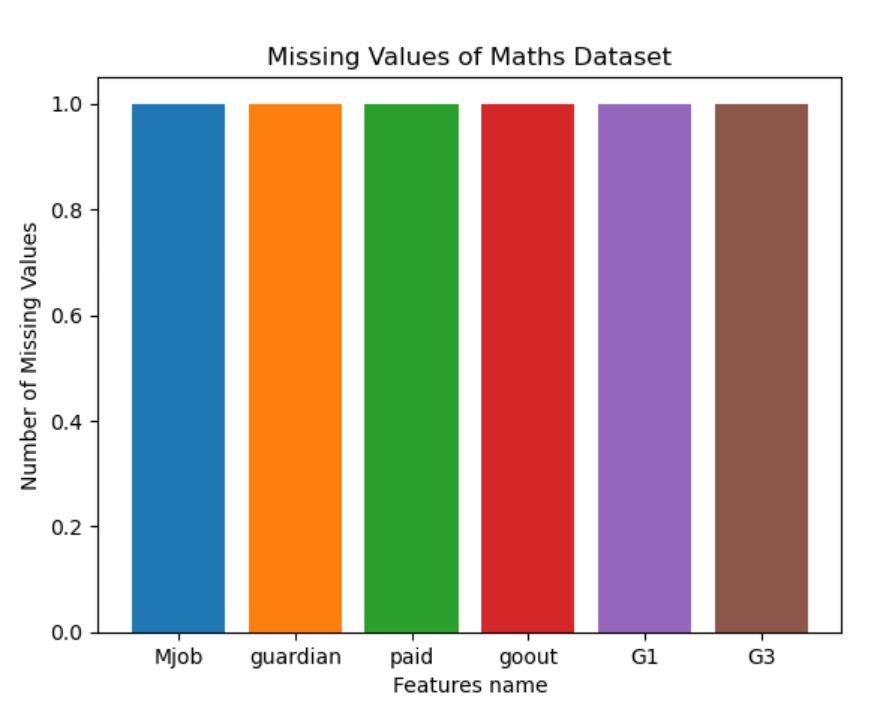 Missing Values of Maths Dataset
Number of Missing Values
1.0
0.8
0.6
0.4
0.2
0.0
Mjob guardian paid goout G1 G3
Features name